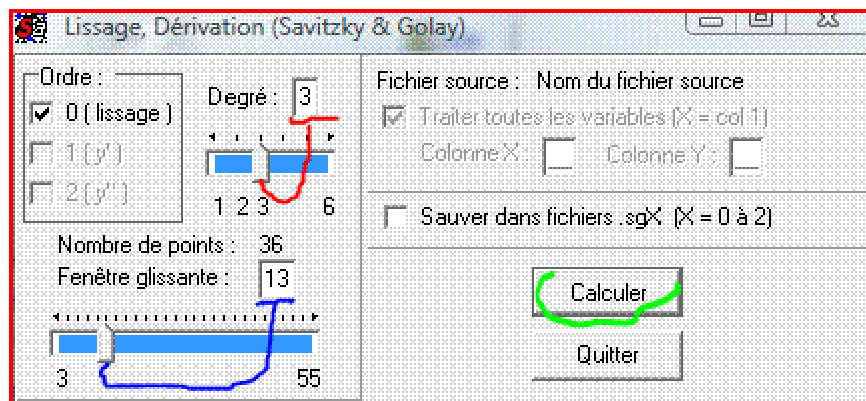 Lissage, Dérivation (Savitzky & Golay)
Ordre :
0 ( lissage )
1 ( y' )
2 ( y'' )
Degré : 3
1 2 3 6
Nombre de points : 36
Fenêtre glissante : 13
3 55
Fichier source : Nom du fichier source
Traiter toutes les variables (X = col 1)
Colonne X : __ Colonne Y : __
Sauver dans fichiers .sgX (X = 0 à 2)
Calculer
Quitter